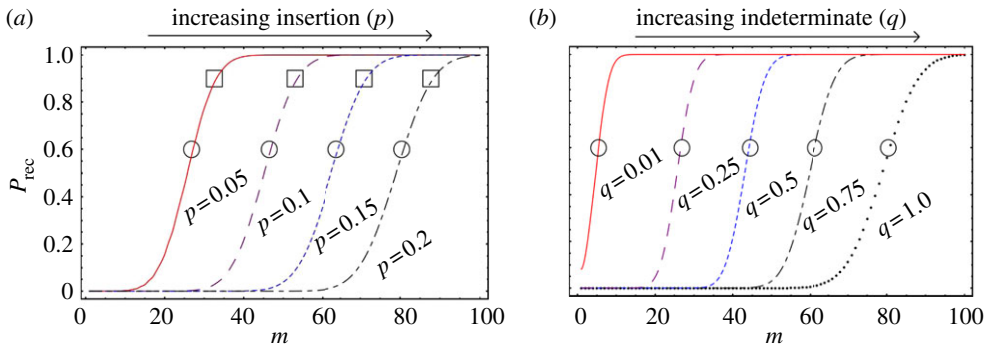 (a) increasing insertion (p)
1.0
0.8
0.6
0.4
0.2
0
P_rec
p=0.05
p=0.1
p=0.15
p=0.2
0 20 40 60 80 100
m
(b) increasing indeterminate (q)
q=0.01
q=0.25
q=0.5
q=0.75
q=1.0
0 20 40 60 80 100
m